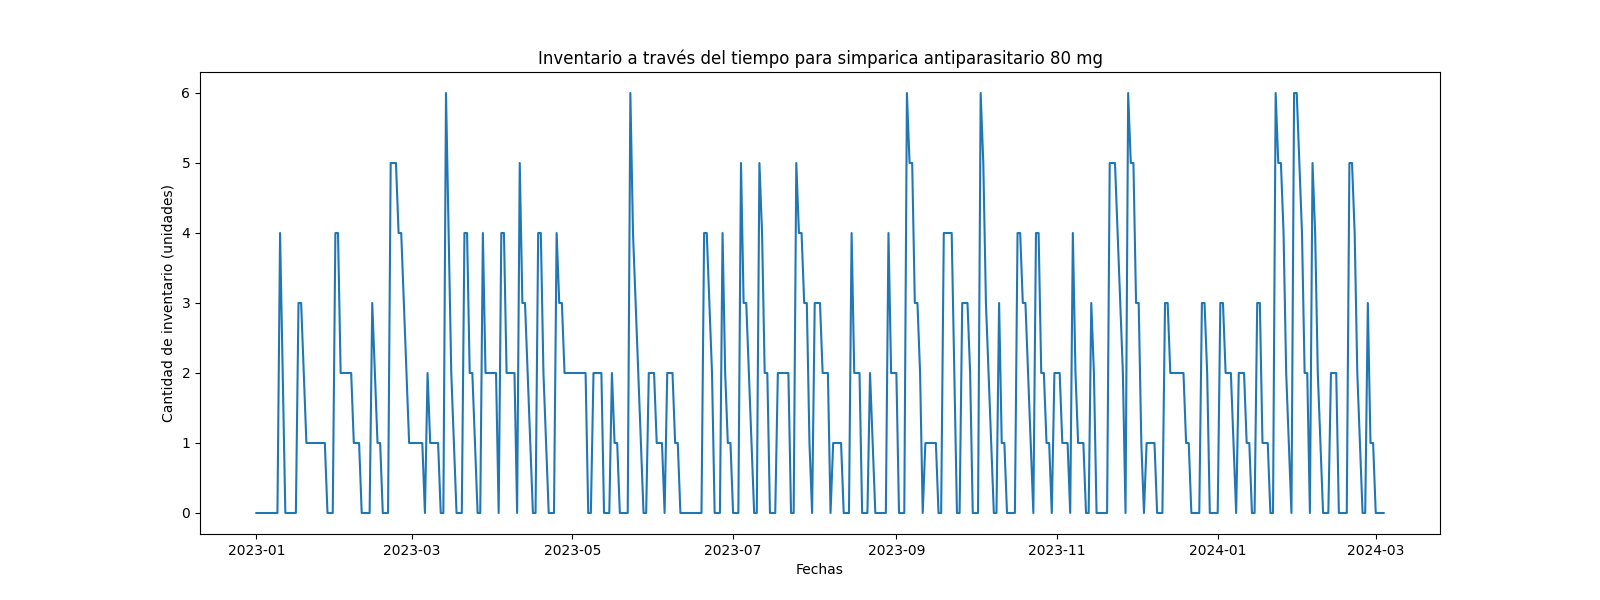 Inventario a través del tiempo para simparica antiparasitario 80 mg
Cantidad de inventario (unidades)
6
5
4
3
2
1
0
2023-01 2023-03 2023-05 2023-07 2023-09 2023-11 2024-01 2024-03
Fechas